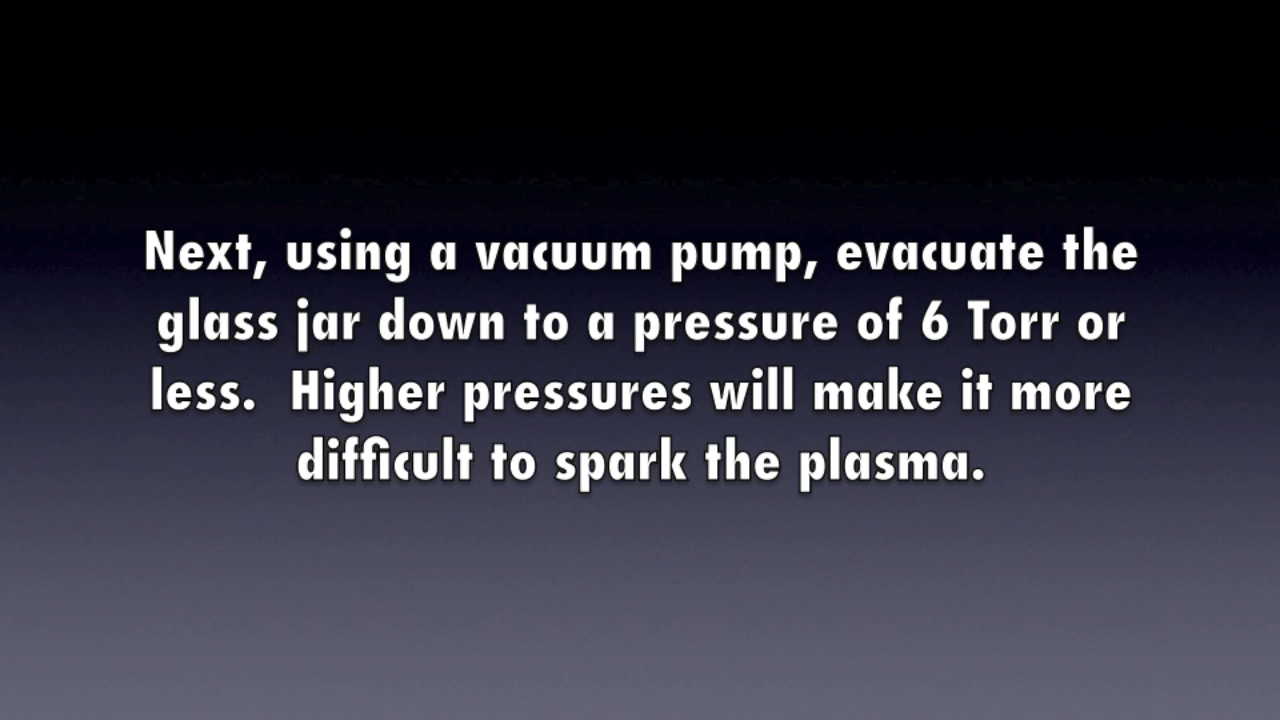 Next, using a vacuum pump, evacuate the
glass jar down to a pressure of 6 Torr or
less.  Higher pressures will make it more
difficult to spark the plasma.